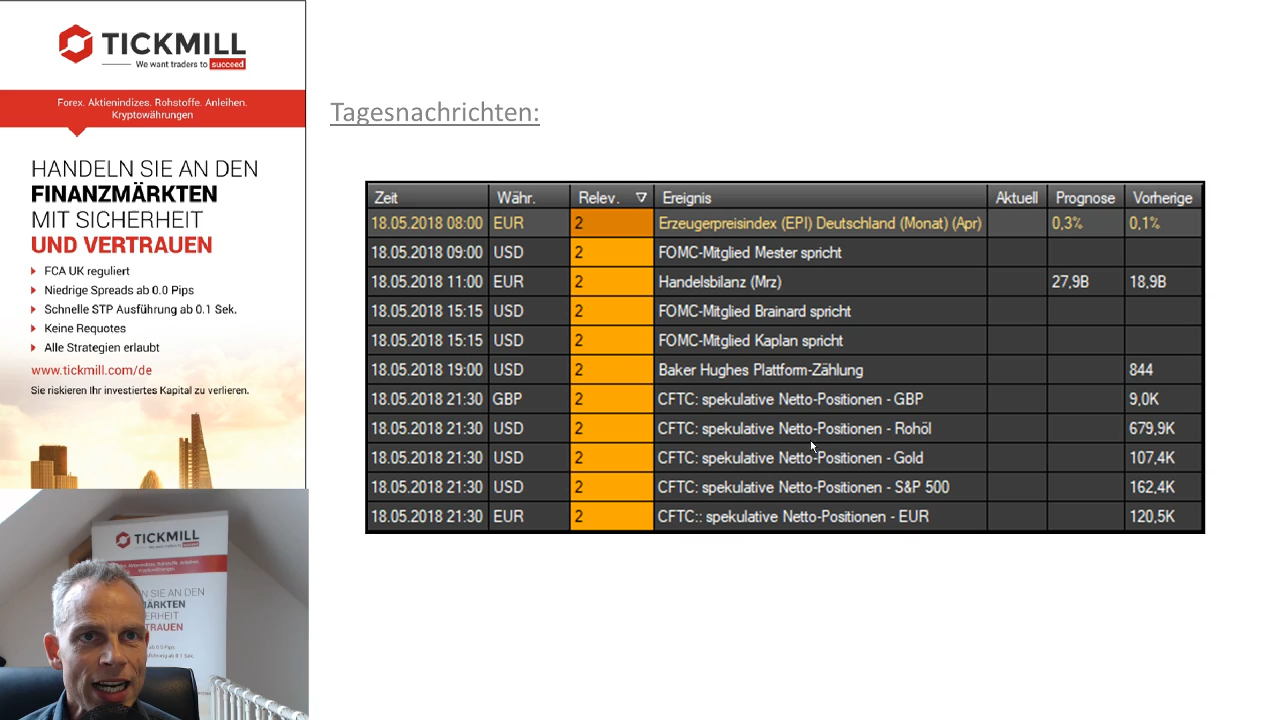 TICKMILL
We want traders to succeed
Forex. Aktienindizes. Rohstoffe. Anleihen.
Kryptowährungen
HANDELN SIE AN DEN
FINANZMÄRKTEN
MIT SICHERHEIT
UND VERTRAUEN
FCA UK reguliert
Niedrige Spreads ab 0.0 Pips
Schnelle STP Ausführung ab 0.1 Sek.
Keine Requotes
Alle Strategien erlaubt
www.tickmill.com/de
Sie riskieren Ihr investiertes Kapital zu verlieren.
Tagesnachrichten:
Zeit Währ. Relev. Ereignis Aktuell Prognose Vorherige
18.05.2018 08:00 EUR 2 Erzeugerpreisindex (EPI) Deutschland (Monat) (Apr) 0,3% 0,1%
18.05.2018 09:00 USD 2 FOMC-Mitglied Mester spricht
18.05.2018 11:00 EUR 2 Handelsbilanz (Mrz) 27,9B 18,9B
18.05.2018 15:15 USD 2 FOMC-Mitglied Brainard spricht
18.05.2018 15:15 USD 2 FOMC-Mitglied Kaplan spricht
18.05.2018 19:00 USD 2 Baker Hughes Plattform-Zählung 844
18.05.2018 21:30 GBP 2 CFTC: spekulative Netto-Positionen - GBP 9,0K
18.05.2018 21:30 USD 2 CFTC: spekulative Netto-Positionen - Rohöl 679,9K
18.05.2018 21:30 USD 2 CFTC: spekulative Netto-Positionen - Gold 107,4K
18.05.2018 21:30 USD 2 CFTC: spekulative Netto-Positionen - S&P 500 162,4K
18.05.2018 21:30 EUR 2 CFTC:: spekulative Netto-Positionen - EUR 120,5K
TICKMILL
N SIE AN DEN
MÄRKTEN
ERHEIT
TRAUEN